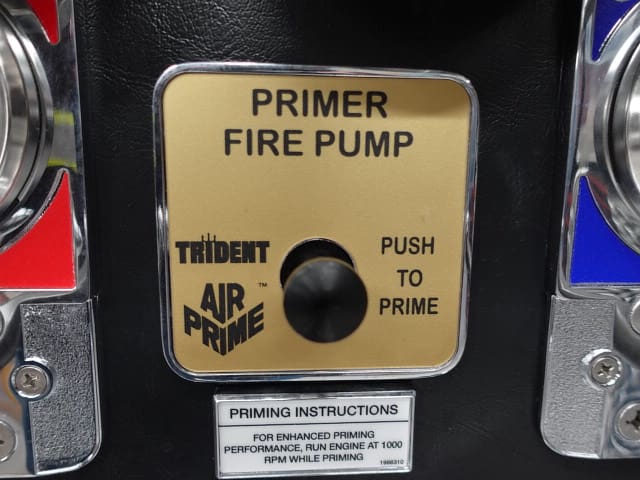 PRIMER
FIRE PUMP
TRIDENT
AIR
PRIME
™
PUSH
TO
PRIME
PRIMING INSTRUCTIONS
FOR ENHANCED PRIMING
PERFORMANCE, RUN ENGINE AT 1000
RPM WHILE PRIMING
1986310